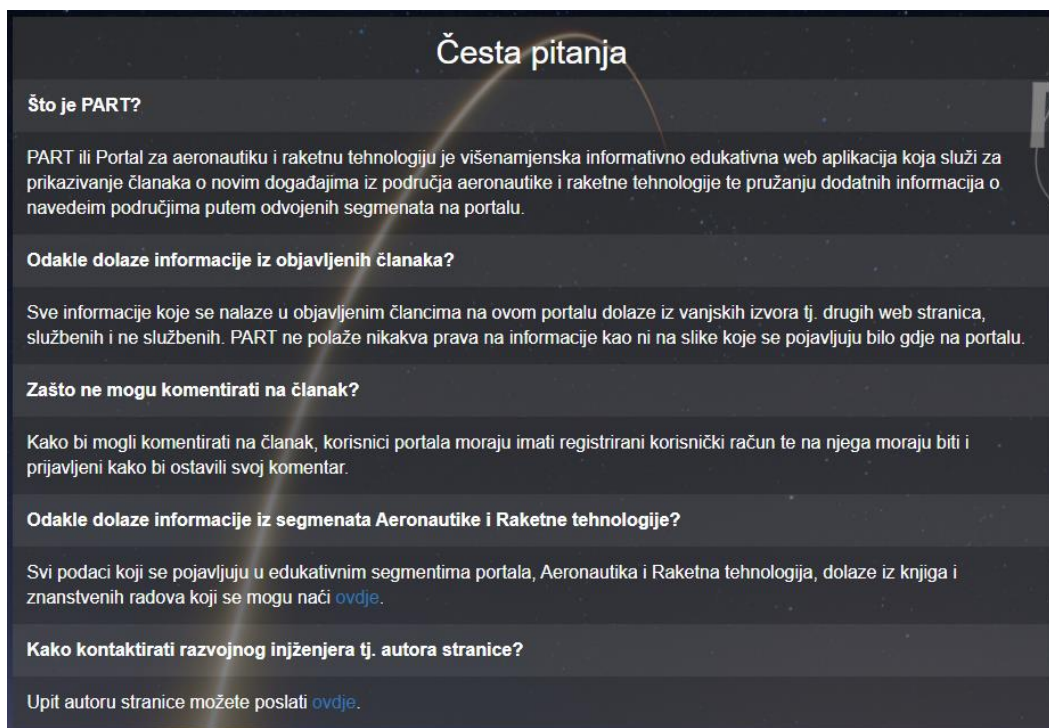 Česta pitanja
Što je PART?
PART ili Portal za aeronautiku i raketnu tehnologiju je višenamjenska informativno edukativna web aplikacija koja služi za
prikazivanje članaka o novim događajima iz područja aeronautike i raketne tehnologije te pružanju dodatnih informacija o
navedeim područjima putem odvojenih segmenata na portalu.
Odakle dolaze informacije iz objavljenih članaka?
Sve informacije koje se nalaze u objavljenim člancima na ovom portalu dolaze iz vanjskih izvora tj. drugih web stranica,
službenih i ne službenih. PART ne polaže nikakva prava na informacije kao ni na slike koje se pojavljuju bilo gdje na portalu.
Zašto ne mogu komentirati na članak?
Kako bi mogli komentirati na članak, korisnici portala moraju imati registrirani korisnički račun te na njega moraju biti i
prijavljeni kako bi ostavili svoj komentar.
Odakle dolaze informacije iz segmenata Aeronautike i Raketne tehnologije?
Svi podaci koji se pojavljuju u edukativnim segmentima portala, Aeronautika i Raketna tehnologija, dolaze iz knjiga i
znanstvenih radova koji se mogu naći ovdje.
Kako kontaktirati razvojnog injženjera tj. autora stranice?
Upit autoru stranice možete poslati ovdje.